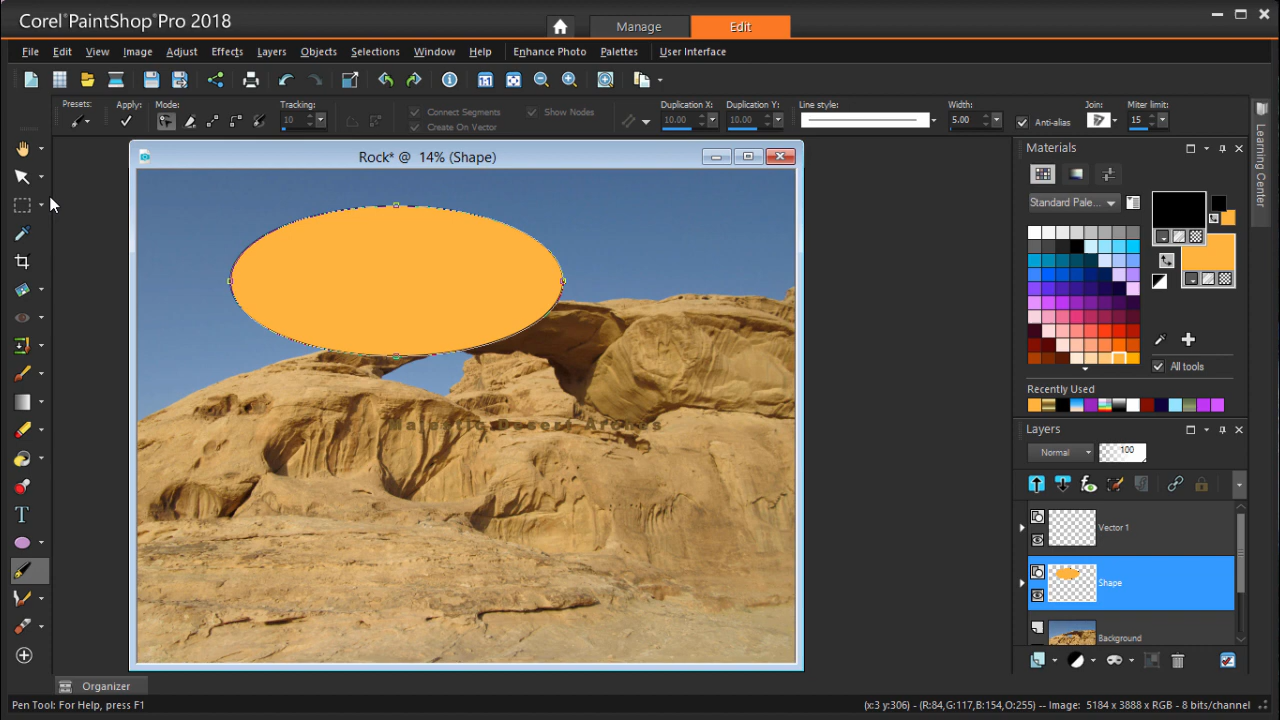 Corel®PaintShop®Pro 2018
Manage
Edit
File Edit View Image Adjust Effects Layers Objects Selections Window Help Enhance Photo Palettes User Interface
Presets: Apply: Mode: Tracking: Connect Segments Show Nodes Duplication X: Duplication Y: Line style: Width: Join: Miter limit:
10 Create On Vector 10.00 10.00 5.00 Anti-alias 15
Learning Center
Rock* @ 14% (Shape)
Majestic Desert Arches
Materials
Standard Pale...
All tools
Recently Used
Layers
Normal 100
Vector 1
Shape
Background
Organizer
Pen Tool: For Help, press F1
(x:3 y:306) -- (R:84,G:117,B:154,O:255) -- Image: 5184 x 3888 x RGB - 8 bits/channel